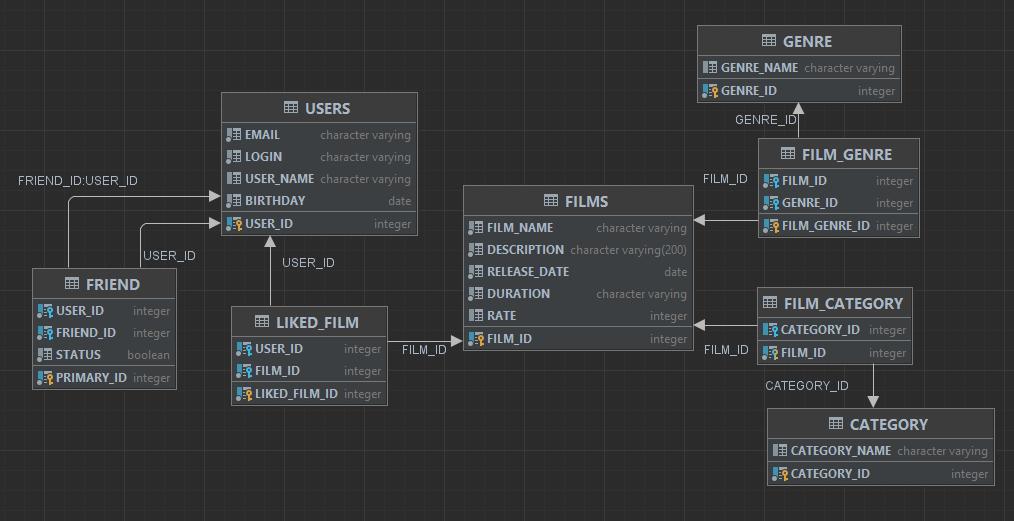 GENRE
GENRE_NAME character varying
GENRE_ID integer
GENRE_ID
USERS
EMAIL character varying
LOGIN character varying
USER_NAME character varying
BIRTHDAY date
USER_ID integer
FRIEND_ID:USER_ID
USER_ID
USER_ID
FILM_GENRE
FILM_ID integer
GENRE_ID integer
FILM_GENRE_ID integer
FILM_ID
FILMS
FILM_NAME character varying
DESCRIPTION character varying(200)
RELEASE_DATE date
DURATION character varying
RATE integer
FILM_ID integer
FRIEND
USER_ID integer
FRIEND_ID integer
STATUS boolean
PRIMARY_ID integer
LIKED_FILM
USER_ID integer
FILM_ID integer
LIKED_FILM_ID integer
FILM_ID
FILM_CATEGORY
CATEGORY_ID integer
FILM_ID integer
FILM_ID
CATEGORY_ID
CATEGORY
CATEGORY_NAME character varying
CATEGORY_ID integer